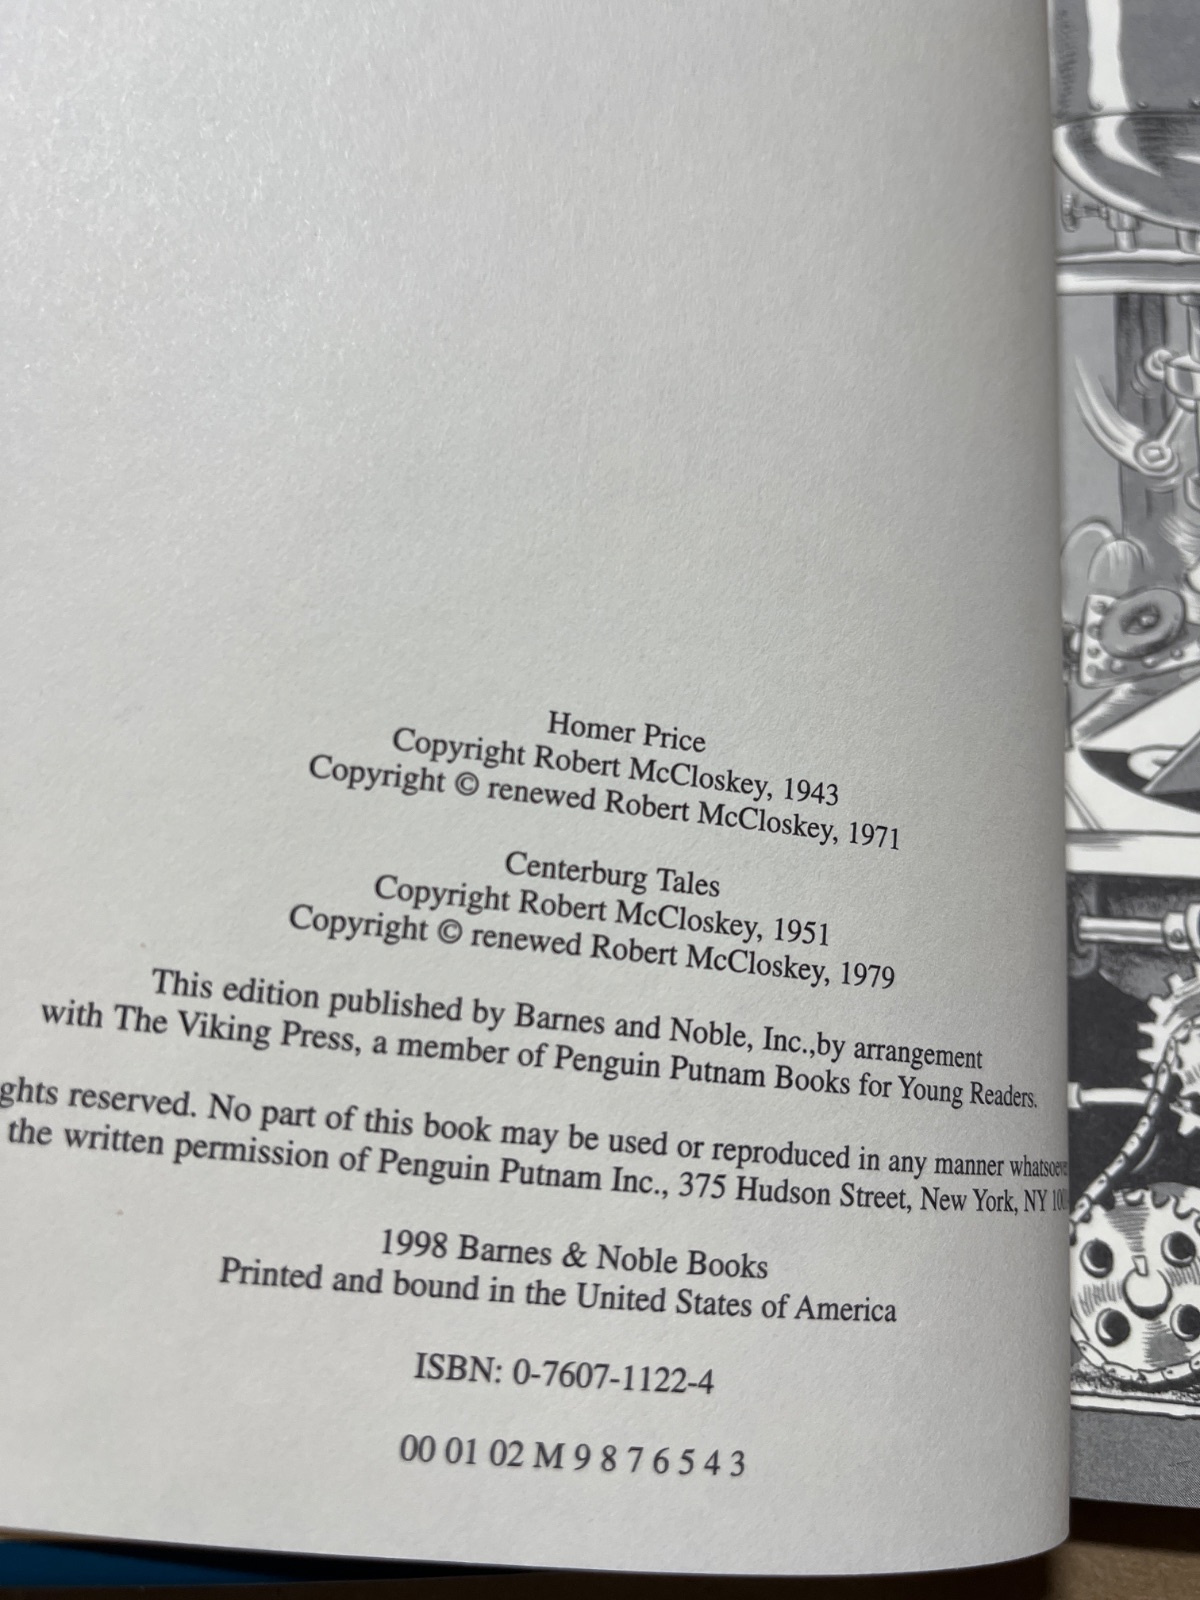 Homer Price
Copyright Robert McCloskey, 1943
Copyright © renewed Robert McCloskey, 1971
Centerburg Tales
Copyright Robert McCloskey, 1951
Copyright © renewed Robert McCloskey, 1979
This edition published by Barnes and Noble, Inc.,by arrangement
with The Viking Press, a member of Penguin Putnam Books for Young Readers.
reserved. No part of this book may be used or reproduced in any manner
the written permission of Penguin Putnam Inc., 375 Hudson Street, New York, NY
1998 Barnes & Noble Books
Printed and bound in the United States of America
ISBN: 0-7607-1122-4
00 01 02 M 9 8 7 6 5 4 3